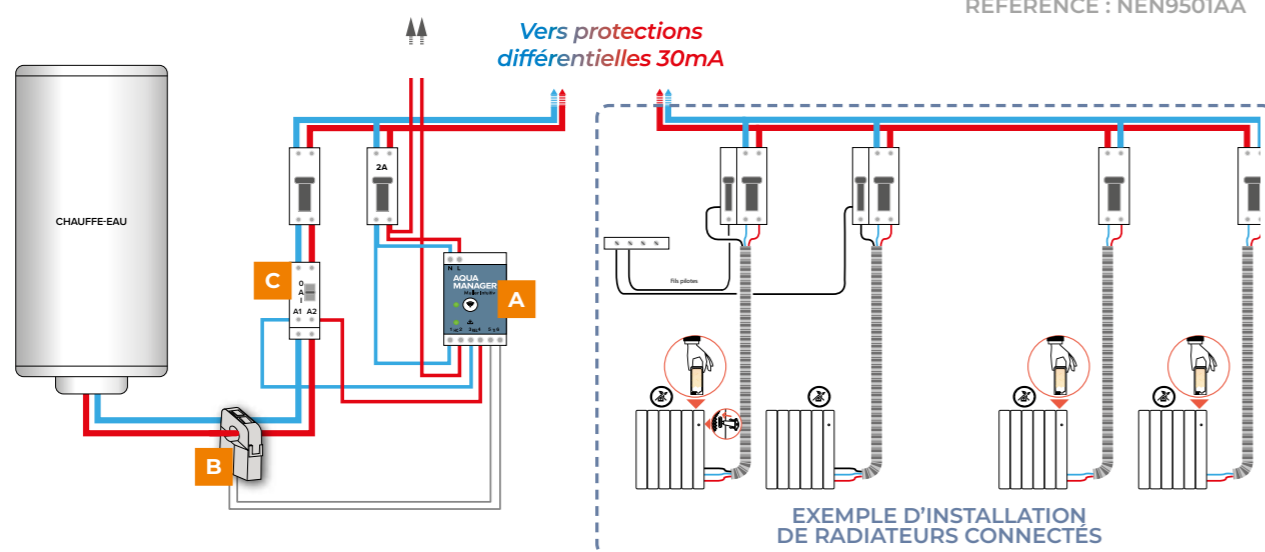 RÉFÉRENCE : NEN9501AA
Vers protections
différentielles 30mA
2A
CHAUFFE-EAU
C
O
A
I
A1 A2
N L
AQUA
MANAGER
A
Fils pilotes
B
EXEMPLE D'INSTALLATION
DE RADIATEURS CONNECTÉS